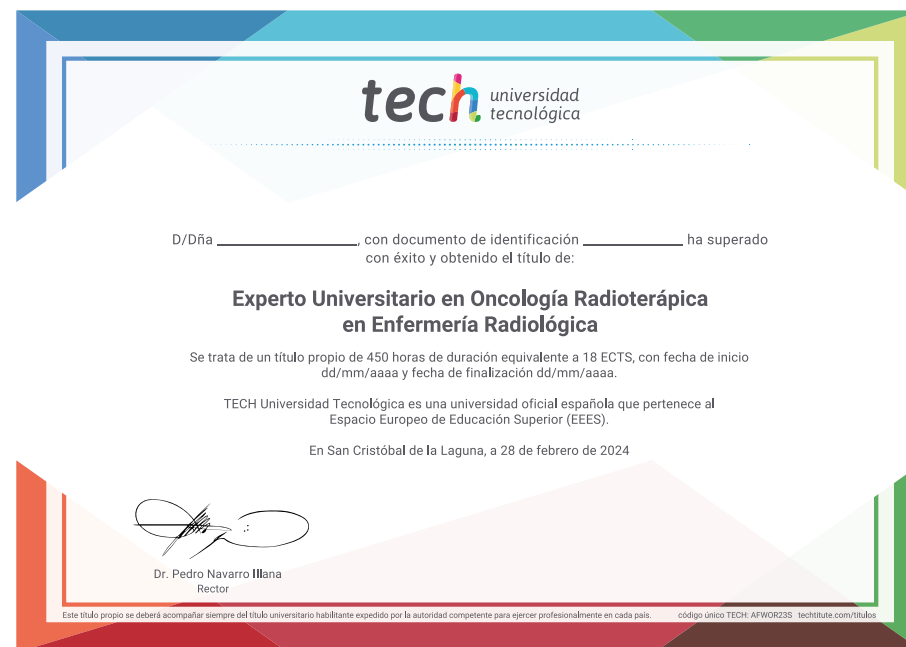 tech universidad
tecnológica
D/Dña ____________________, con documento de identificación ______________ ha superado
con éxito y obtenido el título de:
Experto Universitario en Oncología Radioterápica
en Enfermería Radiológica
Se trata de un título propio de 450 horas de duración equivalente a 18 ECTS, con fecha de inicio
dd/mm/aaaa y fecha de finalización dd/mm/aaaa.
TECH Universidad Tecnológica es una universidad oficial española que pertenece al
Espacio Europeo de Educación Superior (EEES).
En San Cristóbal de la Laguna, a 28 de febrero de 2024
Dr. Pedro Navarro Illana
Rector
Este título propio se deberá acompañar siempre del título universitario habilitante expedido por la autoridad competente para ejercer profesionalmente en cada país. código único TECH: AFWOR23S techtitute.com/titulos